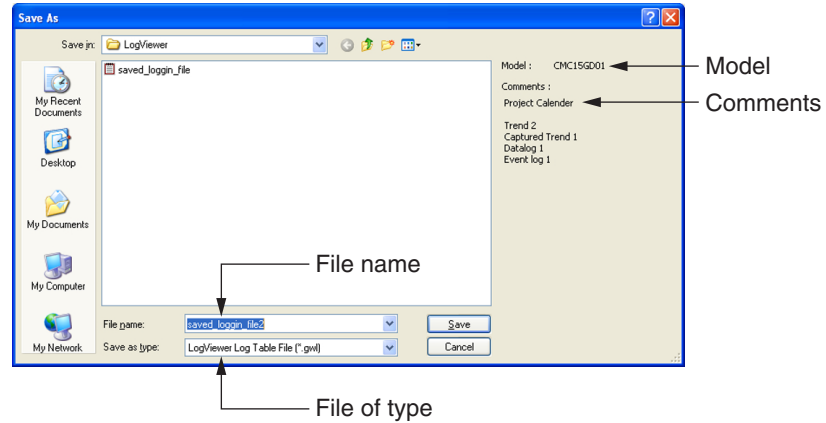 Save As
Save in:
LogViewer
saved_loggin_file
My Recent
Documents
Desktop
My Documents
My Computer
My Network
Model : CMC15GD01
Comments :
Project Calender
Trend 2
Captured Trend 1
Datalog 1
Event log 1
Model
Comments
File name
File name:
saved_loggin_file2
Save
Save as type:
LogViewer Log Table File (*.gwl)
Cancel
File of type